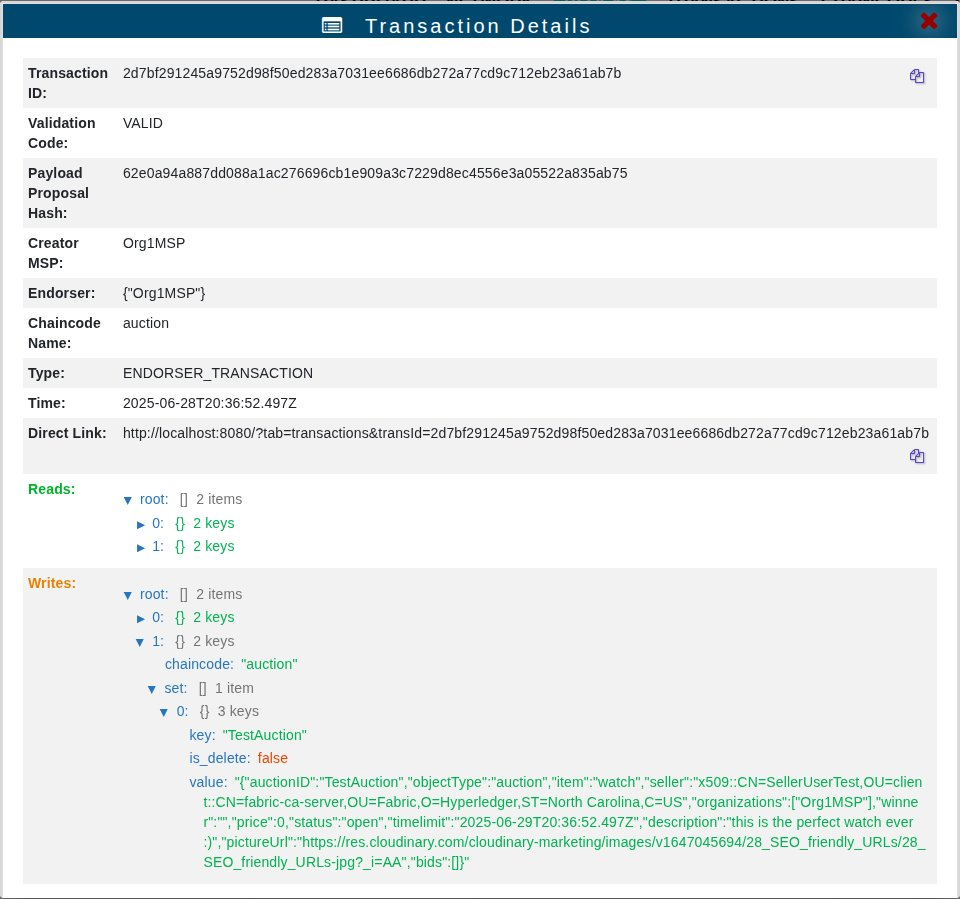 Transaction Details
Transaction ID: 2d7bf291245a9752d98f50ed283a7031ee6686db272a77cd9c712eb23a61ab7b
Validation Code: VALID
Payload Proposal Hash: 62e0a94a887dd088a1ac276696cb1e909a3c7229d8ec4556e3a05522a835ab75
Creator MSP: Org1MSP
Endorser: {"Org1MSP"}
Chaincode Name: auction
Type: ENDORSER_TRANSACTION
Time: 2025-06-28T20:36:52.497Z
Direct Link: http://localhost:8080/?tab=transactions&transId=2d7bf291245a9752d98f50ed283a7031ee6686db272a77cd9c712eb23a61ab7b
Reads:
▼ root: [] 2 items
▶ 0: {} 2 keys
▶ 1: {} 2 keys
Writes:
▼ root: [] 2 items
▶ 0: {} 2 keys
▼ 1: {} 2 keys
chaincode: "auction"
▼ set: [] 1 item
▼ 0: {} 3 keys
key: "TestAuction"
is_delete: false
value: "{"auctionID":"TestAuction","objectType":"auction","item":"watch","seller":"x509::CN=SellerUserTest,OU=clien
t::CN=fabric-ca-server,OU=Fabric,O=Hyperledger,ST=North Carolina,C=US","organizations":["Org1MSP"],"winne
r":"","price":0,"status":"open","timelimit":"2025-06-29T20:36:52.497Z","description":"this is the perfect watch ever
:)","pictureUrl":"https://res.cloudinary.com/cloudinary-marketing/images/v1647045694/28_SEO_friendly_URLs/28_
SEO_friendly_URLs-jpg?_i=AA","bids":[]}"